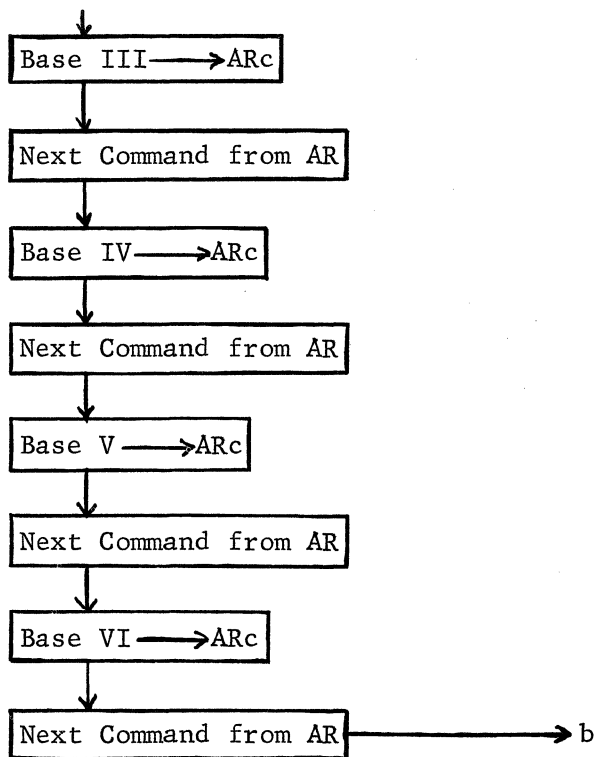 Base III→ARc
Next Command from AR
Base IV→ARc
Next Command from AR
Base V→ARc
Next Command from AR
Base VI→ARc
Next Command from AR→b